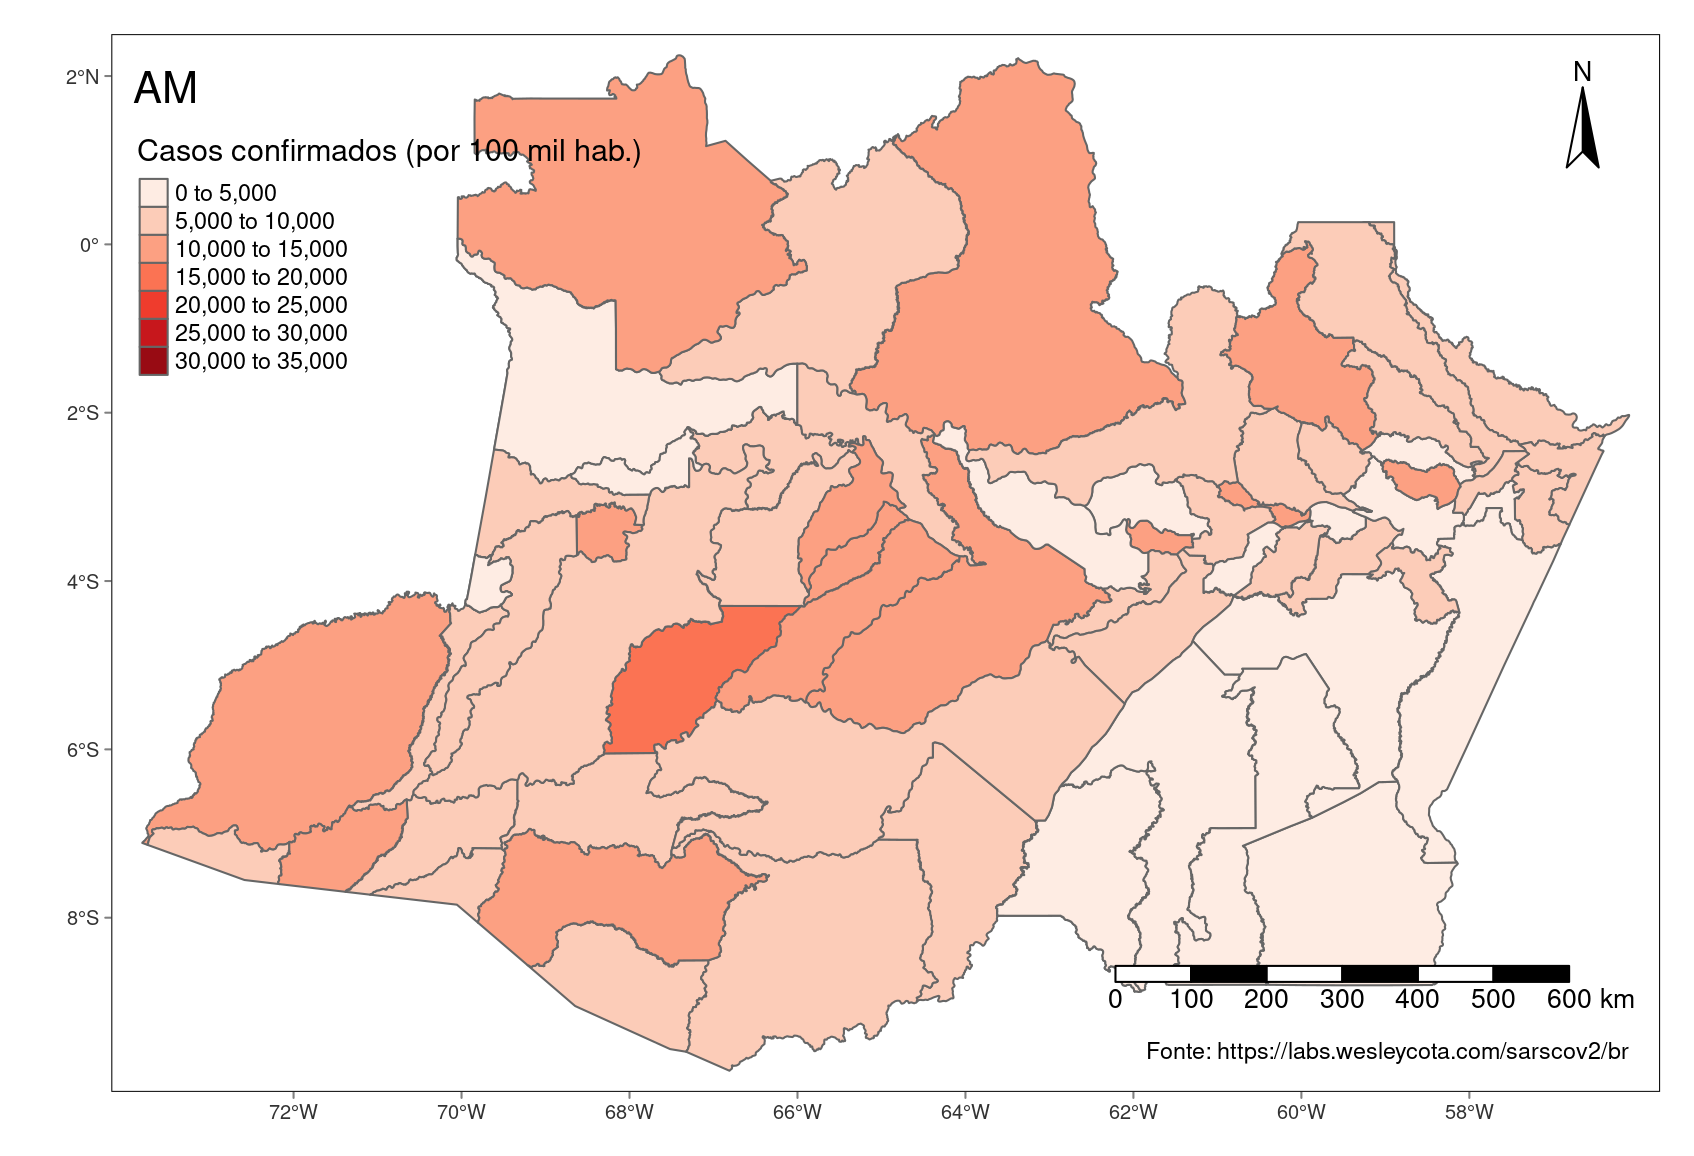 AM
N
Casos confirmados (por 100 mil hab.)
0 to 5,000
5,000 to 10,000
10,000 to 15,000
15,000 to 20,000
20,000 to 25,000
25,000 to 30,000
30,000 to 35,000
2°N
0°
2°S
4°S
6°S
8°S
0 100 200 300 400 500 600 km
Fonte: https://labs.wesleycota.com/sarscov2/br
72°W 70°W 68°W 66°W 64°W 62°W 60°W 58°W